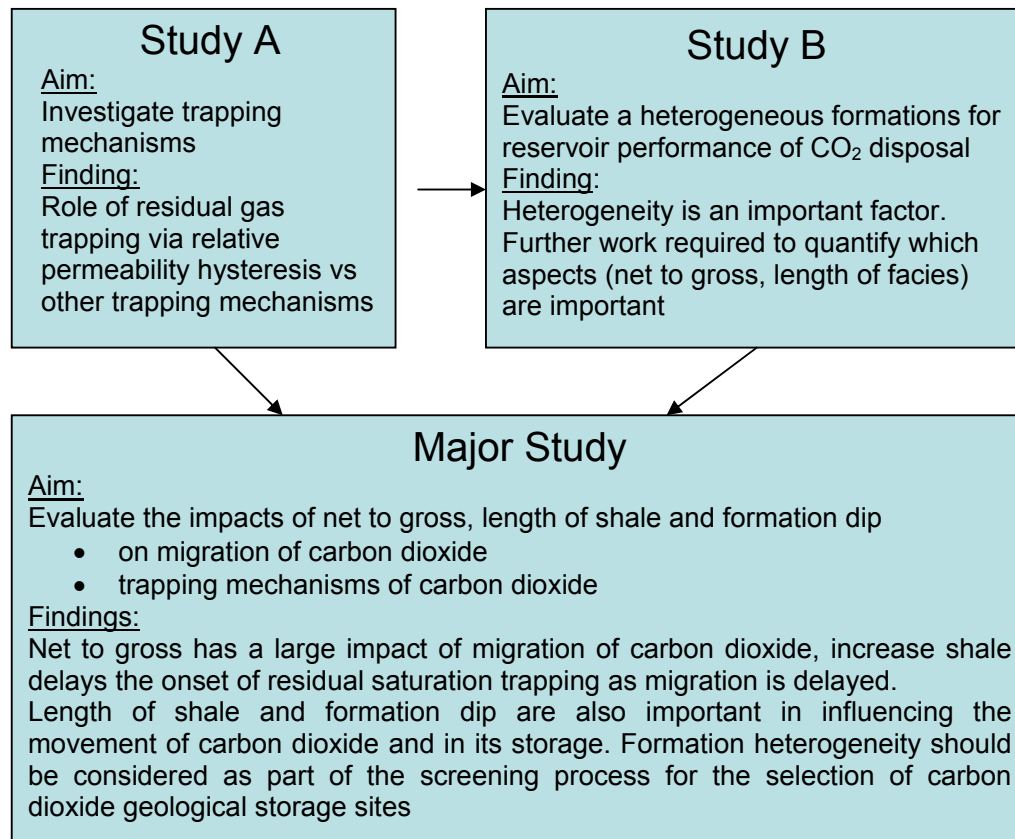 Study A
Aim:
Investigate trapping
mechanisms
Finding:
Role of residual gas
trapping via relative
permeability hysteresis vs
other trapping mechanisms
Study B
Aim:
Evaluate a heterogeneous formations for
reservoir performance of CO₂ disposal
Finding:
Heterogeneity is an important factor.
Further work required to quantify which
aspects (net to gross, length of facies)
are important
Major Study
Aim:
Evaluate the impacts of net to gross, length of shale and formation dip
• on migration of carbon dioxide
• trapping mechanisms of carbon dioxide
Findings:
Net to gross has a large impact of migration of carbon dioxide, increase shale
delays the onset of residual saturation trapping as migration is delayed.
Length of shale and formation dip are also important in influencing the
movement of carbon dioxide and in its storage. Formation heterogeneity should
be considered as part of the screening process for the selection of carbon
dioxide geological storage sites